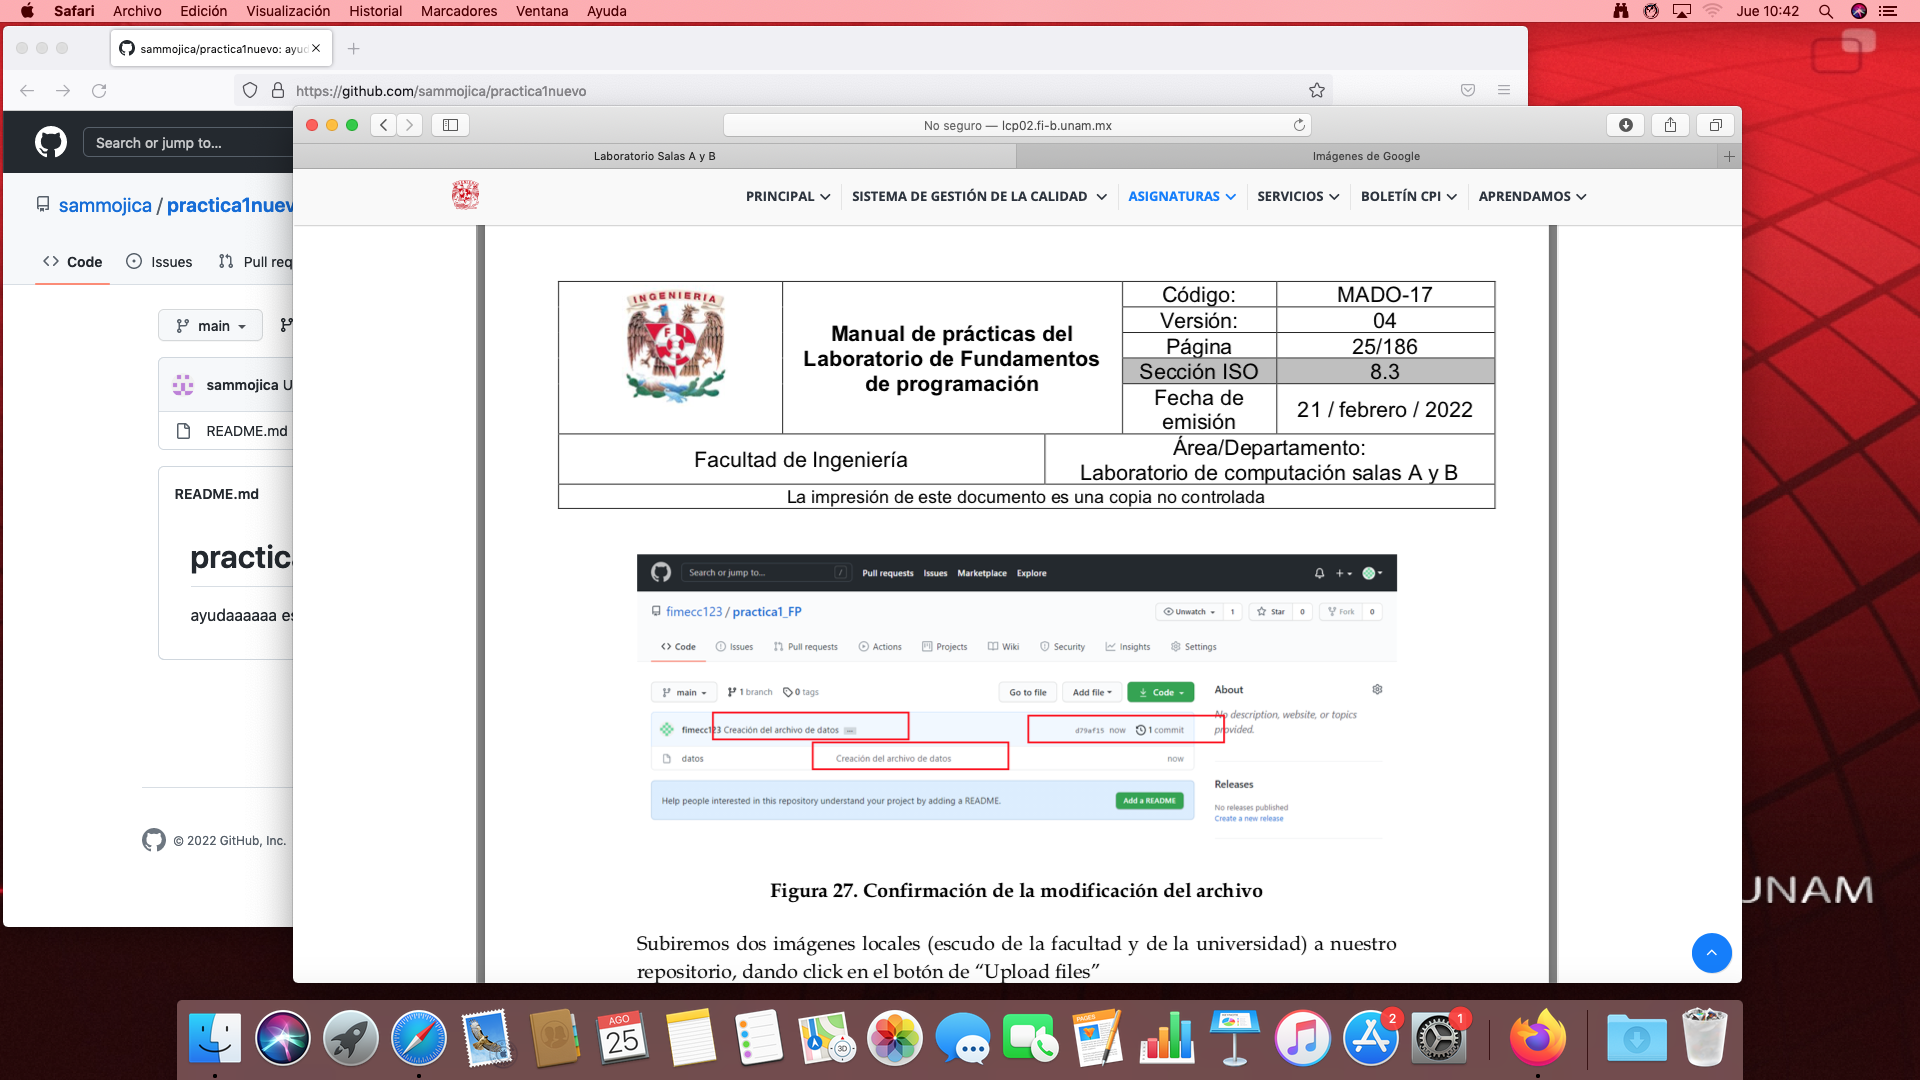 Safari Archivo Edición Visualización Historial Marcadores Ventana Ayuda
Jue 10:42
sammojica/practica1nuevo: ayud
https://github.com/sammojica/practica1nuevo
No seguro — lcp02.fi-b.unam.mx
Laboratorio Salas A y B
Imágenes de Google
Search or jump to...
sammojica / practica1nuev
Code Issues Pull req
main
sammojica U
README.md
README.md
practic
ayudaaaaaa es
© 2022 GitHub, Inc.
PRINCIPAL SISTEMA DE GESTIÓN DE LA CALIDAD ASIGNATURAS SERVICIOS BOLETÍN CPI APRENDAMOS
INGENIERIA
F I
Manual de prácticas del
Laboratorio de Fundamentos
de programación
Código: MADO-17
Versión: 04
Página 25/186
Sección ISO 8.3
Fecha de
emisión
21 / febrero / 2022
Facultad de Ingeniería
Área/Departamento:
Laboratorio de computación salas A y B
La impresión de este documento es una copia no controlada
Search or jump to... / Pull requests Issues Marketplace Explore
fimecc123 / practica1_FP
Unwatch 1 Star 0 Fork 0
Code Issues Pull requests Actions Projects Wiki Security Insights Settings
main 1 branch 0 tags Go to file Add file Code
About
No description, website, or topics
provided.
fimecc123 Creación del archivo de datos d79af15 now 1 commit
datos Creación del archivo de datos now
Help people interested in this repository understand your project by adding a README. Add a README
Releases
No releases published
Create a new release
Figura 27. Confirmación de la modificación del archivo
Subiremos dos imágenes locales (escudo de la facultad y de la universidad) a nuestro
repositorio, dando click en el botón de “Upload files”
UNAM
AGO
25
3D
2
1